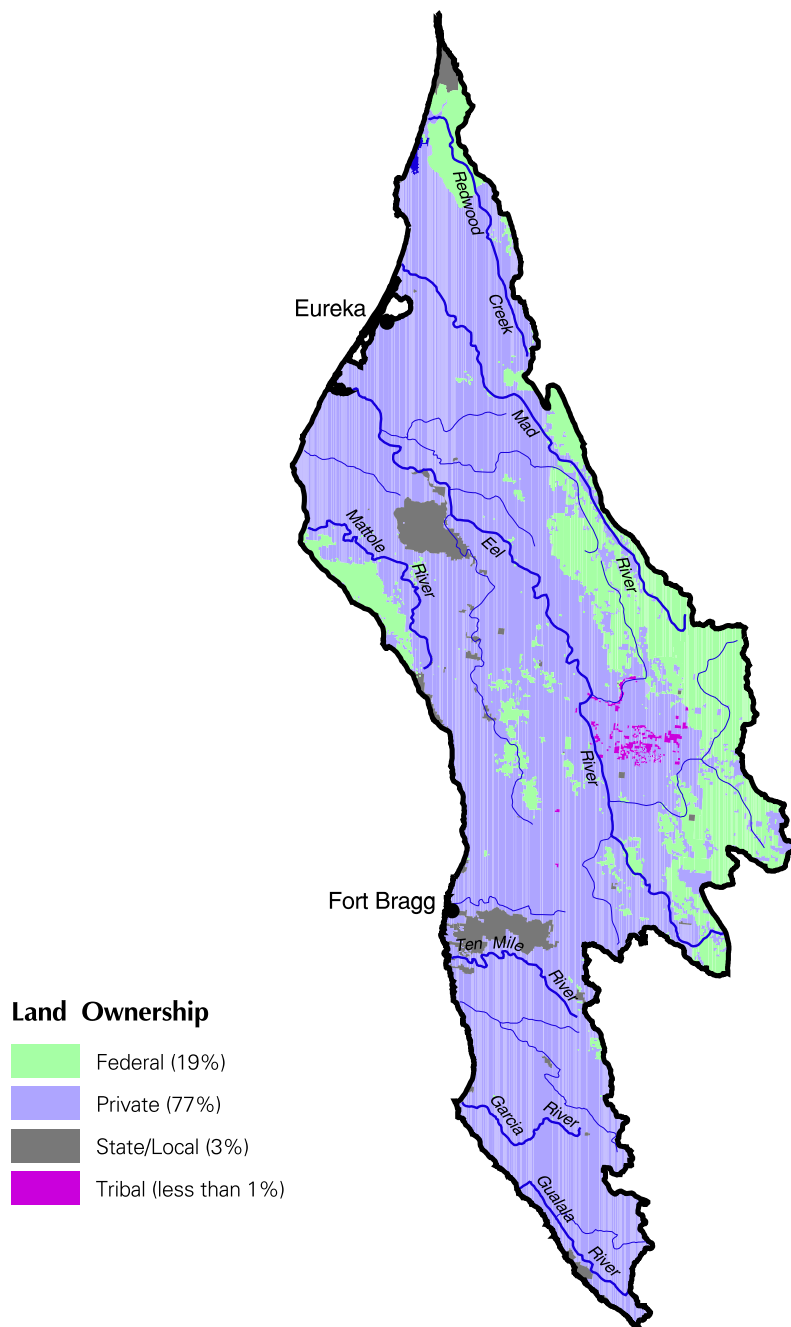 Redwood
Creek
Eureka
Mad
River
Eel
River
Mattole
River
Fort Bragg
Ten Mile
River
Garcia
River
Gualala
River
Land Ownership
Federal (19%)
Private (77%)
State/Local (3%)
Tribal (less than 1%)